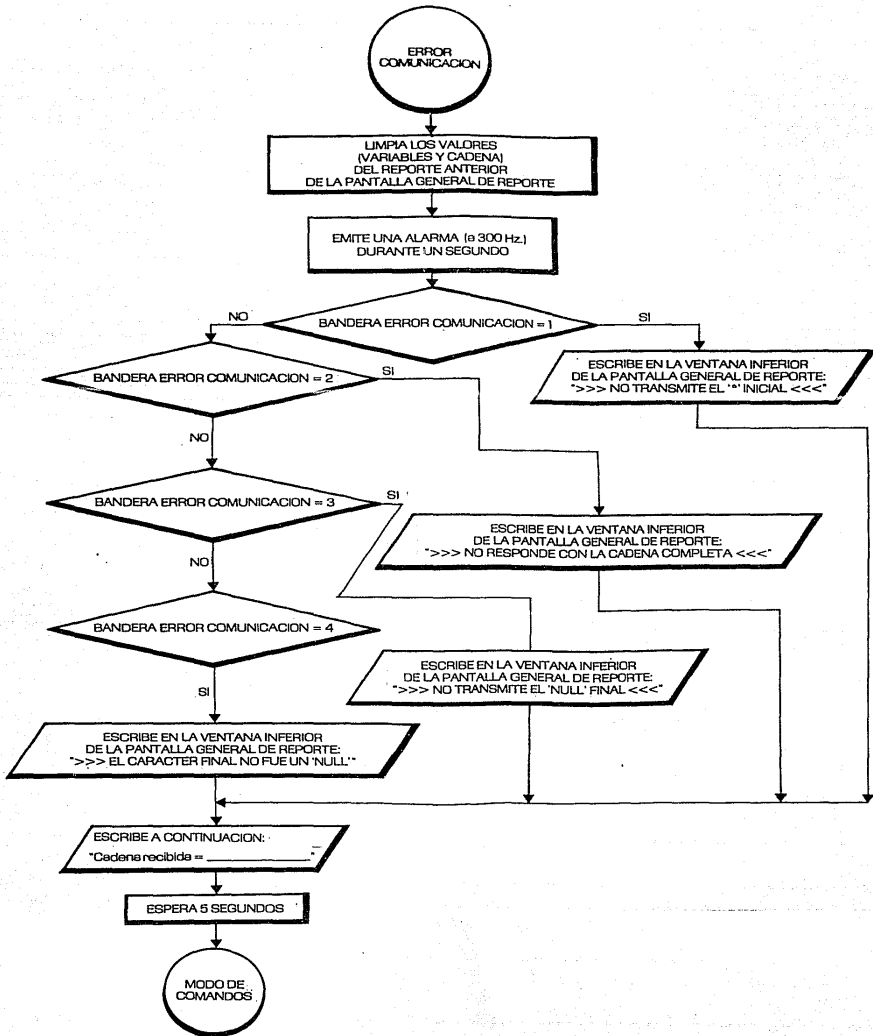 ERROR
COMUNICACION
LIMPIA LOS VALORES
(VARIABLES Y CADENA)
DEL REPORTE ANTERIOR
DE LA PANTALLA GENERAL DE REPORTE
EMITE UNA ALARMA (a 300 Hz.)
DURANTE UN SEGUNDO
BANDERA ERROR COMUNICACION = 1
NO
SI
ESCRIBE EN LA VENTANA INFERIOR
DE LA PANTALLA GENERAL DE REPORTE:
">>> NO TRANSMITE EL '*' INICIAL <<<"
BANDERA ERROR COMUNICACION = 2
SI
NO
BANDERA ERROR COMUNICACION = 3
SI
ESCRIBE EN LA VENTANA INFERIOR
DE LA PANTALLA GENERAL DE REPORTE:
">>> NO RESPONDE CON LA CADENA COMPLETA <<<"
NO
BANDERA ERROR COMUNICACION = 4
ESCRIBE EN LA VENTANA INFERIOR
DE LA PANTALLA GENERAL DE REPORTE:
">>> NO TRANSMITE EL 'NULL' FINAL <<<"
SI
ESCRIBE EN LA VENTANA INFERIOR
DE LA PANTALLA GENERAL DE REPORTE:
">>> EL CARACTER FINAL NO FUE UN 'NULL'"
ESCRIBE A CONTINUACION:
"Cadena recibida = ______________"
ESPERA 5 SEGUNDOS
MODO DE
COMANDOS